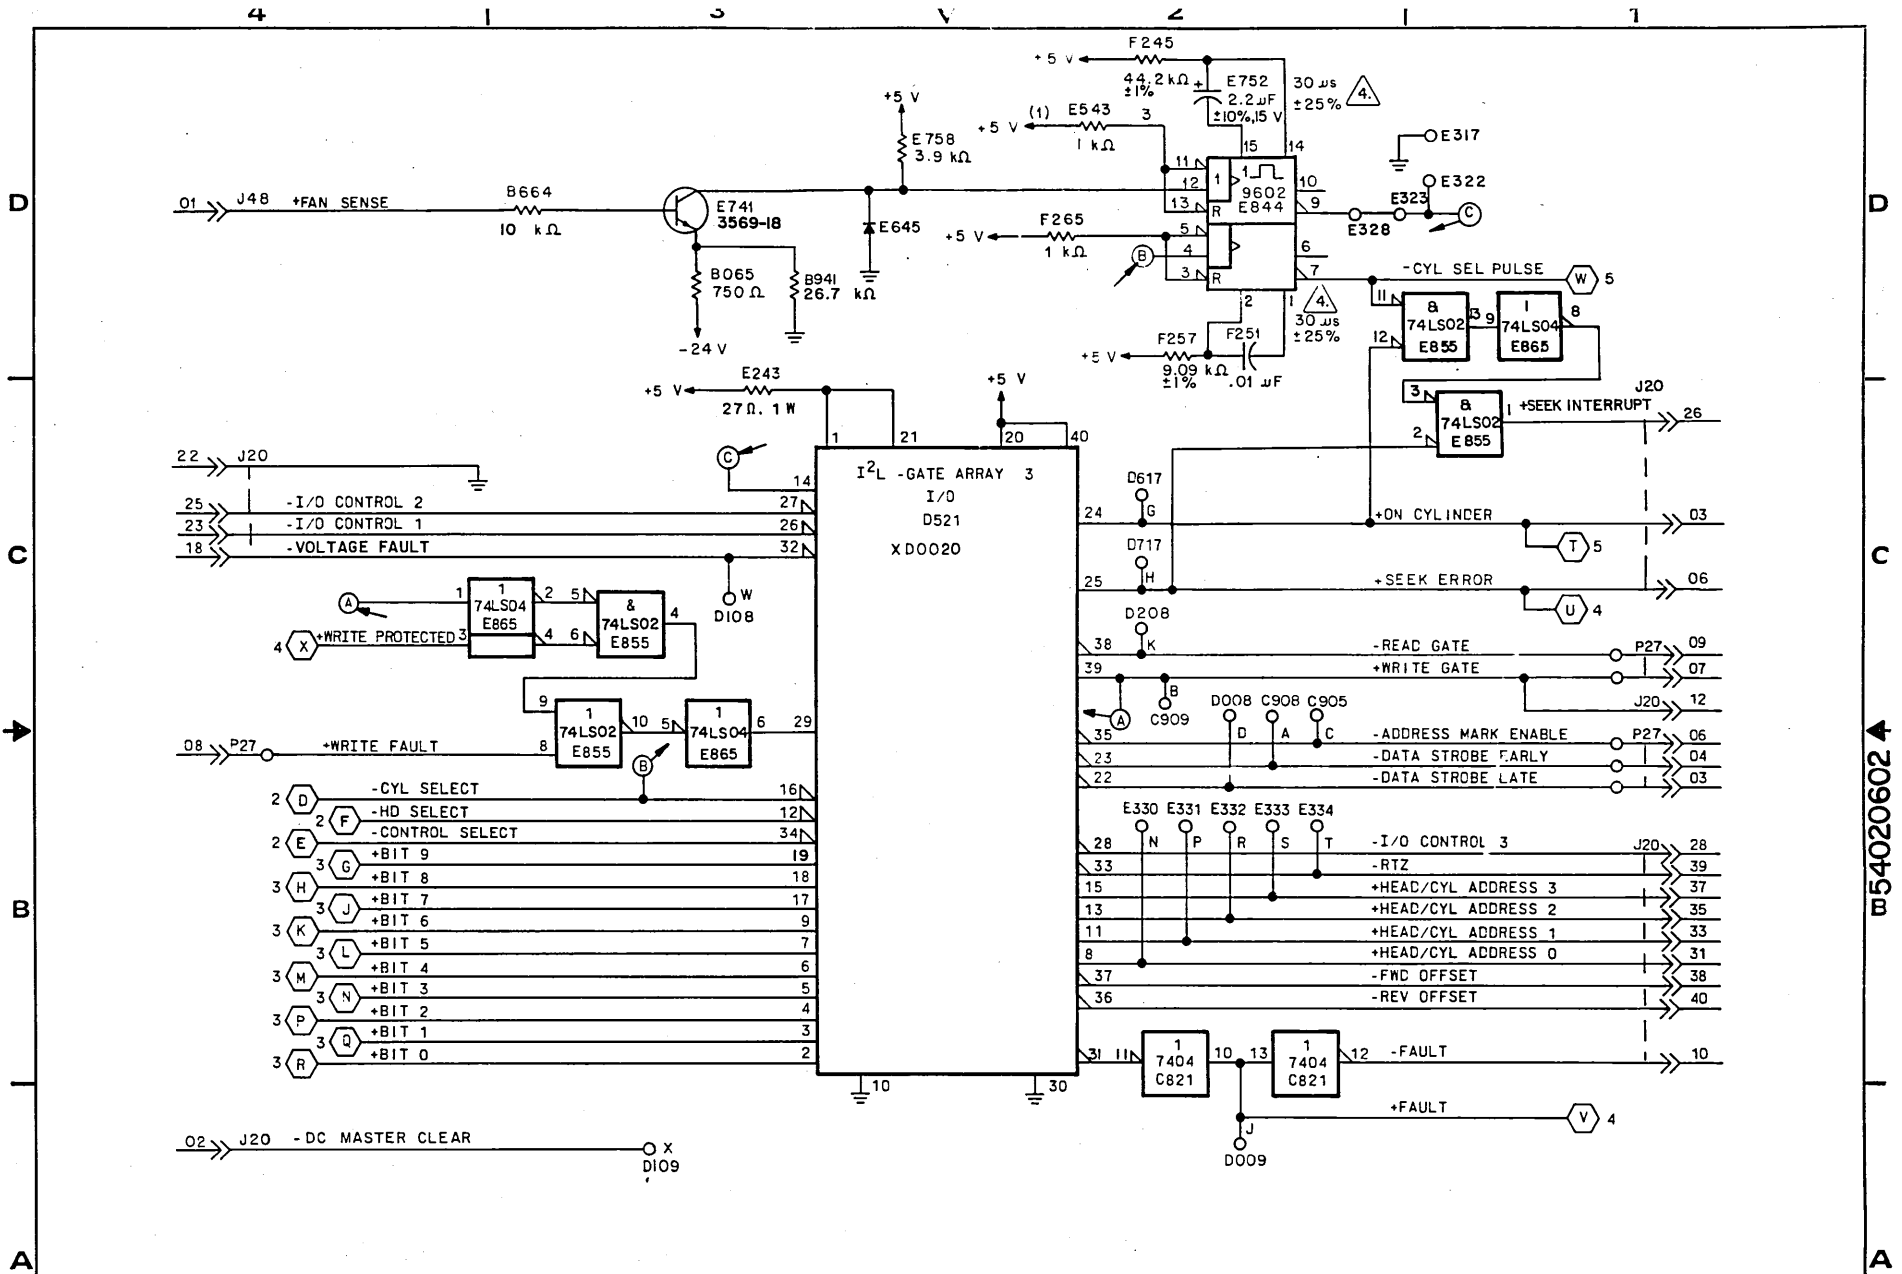 4 3 2 1
+5 V F245
44.2 kΩ
±1%
+ E752
2.2 µF
±10%, 15 V
30 µs
±25% 4.
+5 V
E758
3.9 kΩ
+5 V (1) E543 3
1 kΩ
15 14
11
12
13 R
1
1
9602
E844
10
9
E317
E322
E323
E328
C
D D
01 J48 +FAN SENSE
B664
10 kΩ
E741
3569-18
E645
B065
750 Ω
B941
26.7 kΩ
-24 V
+5 V F265
1 kΩ
B
5
4
3 R
6
7
2 1
4.
30 µs
±25%
-CYL SEL PULSE W 5
11
12
&
74LS02
E855
13 9
1
74LS04
E865
8
+5 V F257
9.09 kΩ
±1%
F251
.01 µF
+5 V E243
27Ω, 1 W
+5 V
1 21 20 40
3
2
&
74LS02
E855
1 +SEEK INTERRUPT J20 26
22 J20
C
14
25 -I/O CONTROL 2 27
23 -I/O CONTROL 1 26
18 -VOLTAGE FAULT 32
I²L -GATE ARRAY 3
I/O
D521
XD0020
D617
24 G +ON CYLINDER 03
T 5
C C
D717
25 H +SEEK ERROR 06
U 4
W
D108
A 1
1
74LS04
E865
2 5
&
74LS02
E855
4
4 X +WRITE PROTECTED 3 4 6
D208
38 K -READ GATE P27 09
39 +WRITE GATE 07
B
C909
A
J20 12
9
8
1
74LS02
E855
10 5
1
74LS04
E865
6 29
08 P27 +WRITE FAULT
B
D008 C908 C905
D A C
35 -ADDRESS MARK ENABLE P27 06
23 -DATA STROBE EARLY 04
22 -DATA STROBE LATE 03
2 D -CYL SELECT 16
2 F -HD SELECT 12
2 E -CONTROL SELECT 34
3 G +BIT 9 19
3 H +BIT 8 18
3 J +BIT 7 17
3 K +BIT 6 9
3 L +BIT 5 7
3 M +BIT 4 6
3 N +BIT 3 5
3 P +BIT 2 4
3 Q +BIT 1 3
3 R +BIT 0 2
E330 E331 E332 E333 E334
N P R S T
28 -I/O CONTROL 3 J20 28
33 -RTZ 39
15 +HEAD/CYL ADDRESS 3 37
13 +HEAD/CYL ADDRESS 2 35
11 +HEAD/CYL ADDRESS 1 33
8 +HEAD/CYL ADDRESS 0 31
37 -FWD OFFSET 38
36 -REV OFFSET 40
B B
54020602
31 11
1
7404
C821
10 13
1
7404
C821
12 -FAULT 10
10 30
+FAULT V 4
J
D009
02 J20 -DC MASTER CLEAR X
D109
A A